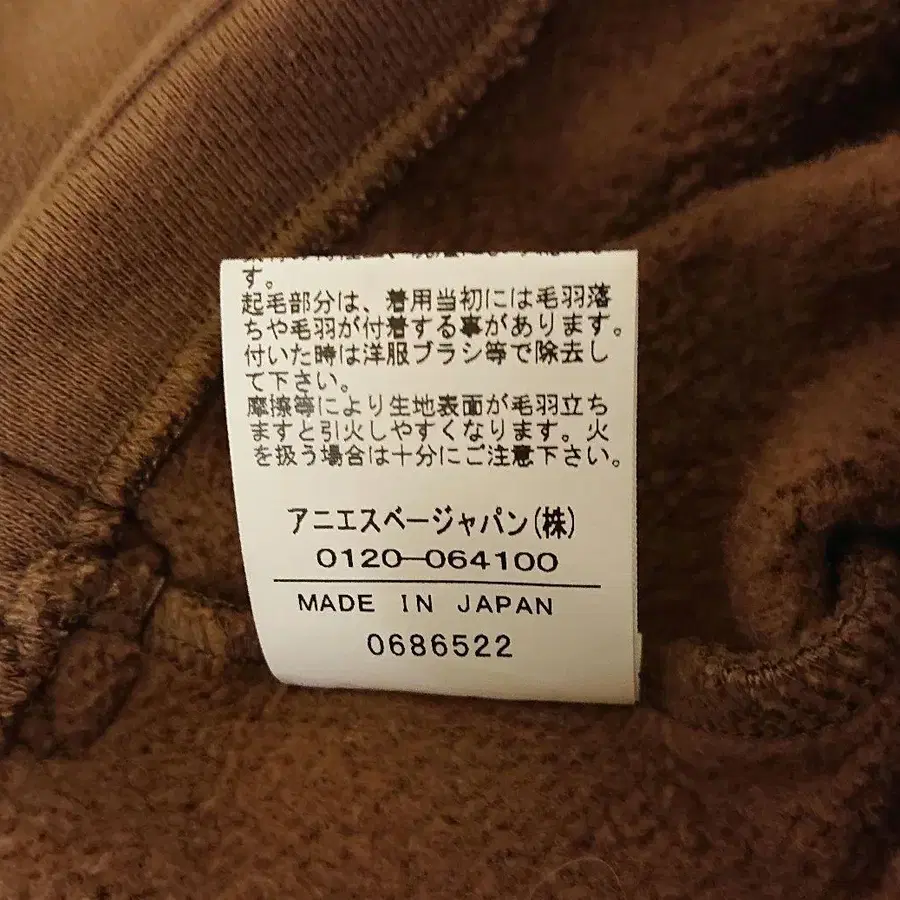 す。
起毛部分は、着用当初には毛羽落
ちや毛羽が付着する事があります。
付いた時は洋服ブラシ等で除去し
て下さい。
摩擦等により生地表面が毛羽立ち
ますと引火しやすくなります。火
を扱う場合は十分にご注意下さい。
アニエスベージャパン(株)
0120-064100
MADE IN JAPAN
0686522